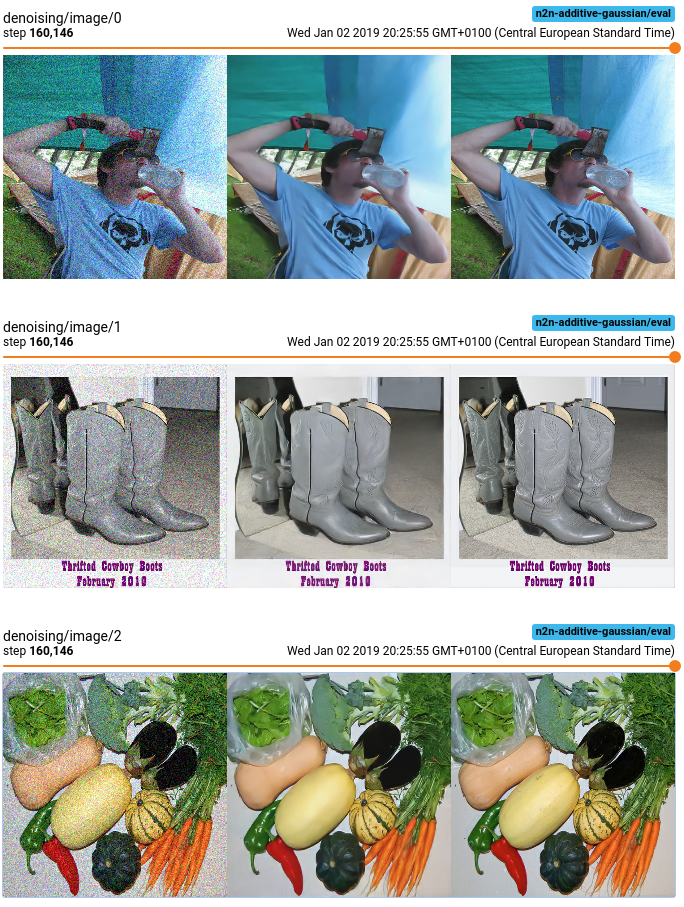 denoising/image/0
n2n-additive-gaussian/eval
step 160,146
Wed Jan 02 2019 20:25:55 GMT+0100 (Central European Standard Time)
denoising/image/1
n2n-additive-gaussian/eval
step 160,146
Wed Jan 02 2019 20:25:55 GMT+0100 (Central European Standard Time)
Thrifted Cowboy Boots
February 2010
Thrifted Cowboy Boots
February 2010
Thrifted Cowboy Boots
February 2010
denoising/image/2
n2n-additive-gaussian/eval
step 160,146
Wed Jan 02 2019 20:25:55 GMT+0100 (Central European Standard Time)